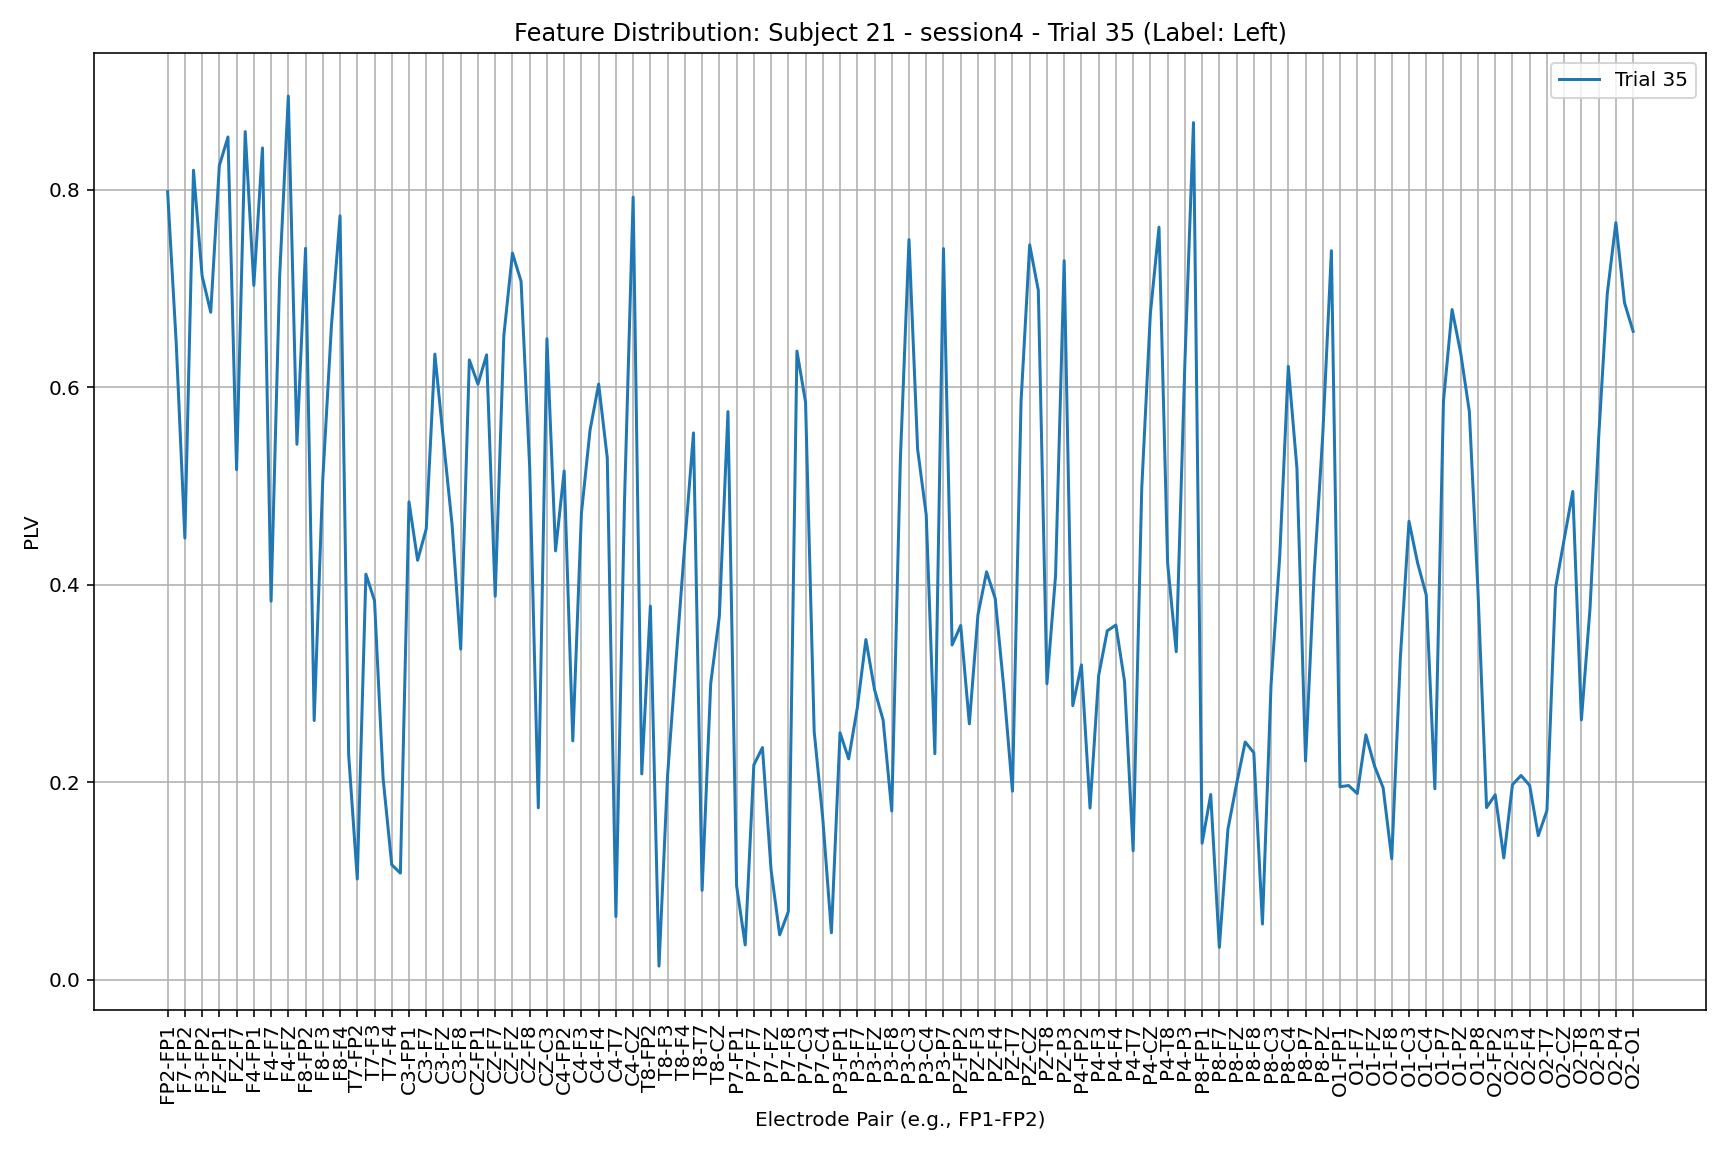 Feature Distribution: Subject 21 - session4 - Trial 35 (Label: Left)
Trial 35
PLV
0.8
0.6
0.4
0.2
0.0
FP2-FP1
F7-FP2
F3-FP2
FZ-FP1
FZ-F7
F4-FP1
F4-F7
F4-FZ
F8-FP2
F8-F3
F8-F4
T7-FP2
T7-F3
T7-F4
C3-FP1
C3-F7
C3-FZ
C3-F8
CZ-FP1
CZ-F7
CZ-FZ
CZ-F8
CZ-C3
C4-FP2
C4-F3
C4-F4
C4-T7
C4-CZ
T8-FP2
T8-F3
T8-F4
T8-T7
T8-CZ
P7-FP1
P7-F7
P7-FZ
P7-F8
P7-C3
P7-C4
P3-FP1
P3-F7
P3-FZ
P3-F8
P3-C3
P3-C4
P3-P7
PZ-FP2
PZ-F3
PZ-F4
PZ-T7
PZ-CZ
PZ-T8
PZ-P3
P4-FP2
P4-F3
P4-F4
P4-T7
P4-CZ
P4-T8
P4-P3
P8-FP1
P8-F7
P8-FZ
P8-F8
P8-C3
P8-C4
P8-P7
P8-PZ
O1-FP1
O1-F7
O1-FZ
O1-F8
O1-C3
O1-C4
O1-P7
O1-PZ
O1-P8
O2-FP2
O2-F3
O2-F4
O2-T7
O2-CZ
O2-T8
O2-P3
O2-P4
O2-O1
Electrode Pair (e.g., FP1-FP2)